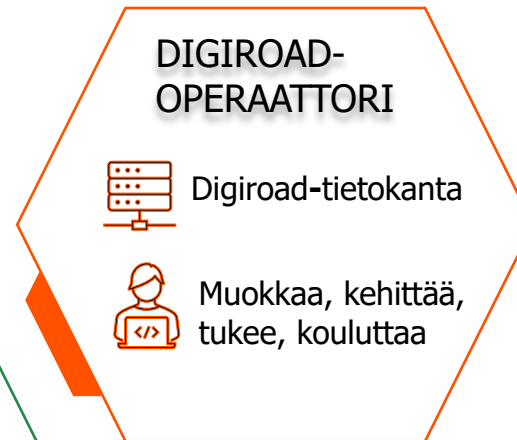 DIGIROAD-
OPERAATTORI
Digiroad-tietokanta
</>
Muokkaa, kehittää,
tukee, kouluttaa